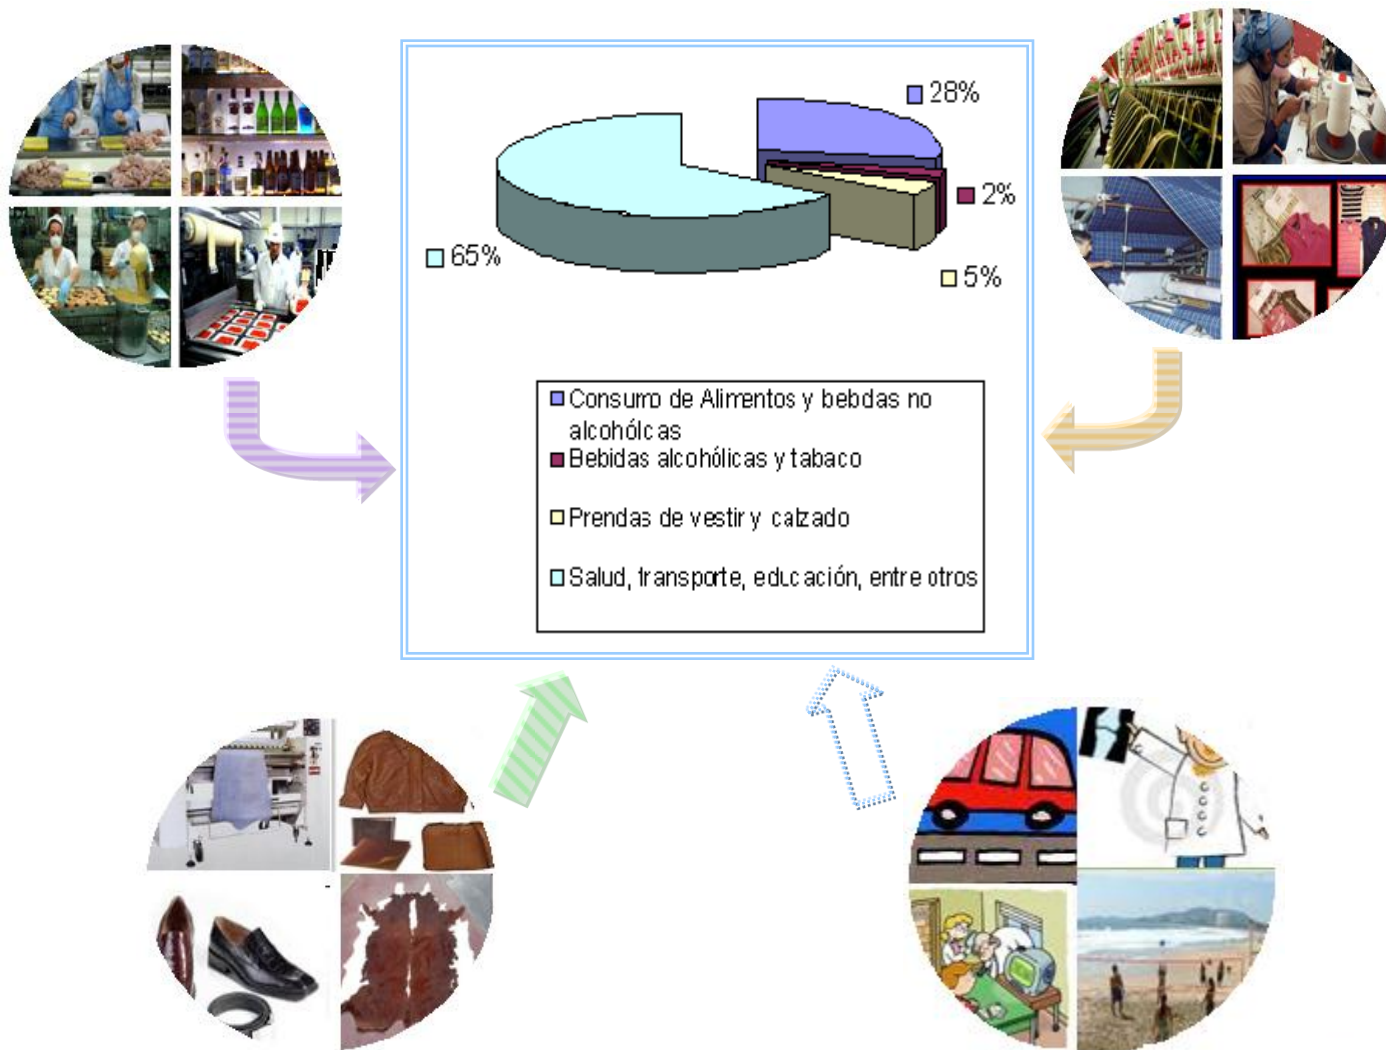 28%
2%
65%
5%
Consumo de Alimentos y bebdas no
alcohólcas
Bebidas alcohólicas y tabaco
Prendas de vestir y calzado
Salud, transporte, educación, entre otros